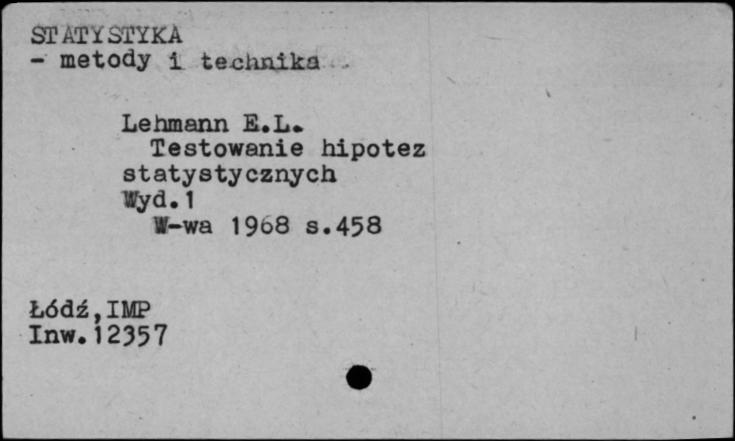 STATYSTYKA
- metody i technika
Lehmann E.L.
Testowanie hipotez
statystycznych
Wyd.1
W-wa 1968 s.458
Łódź,IMP
Inw.12357